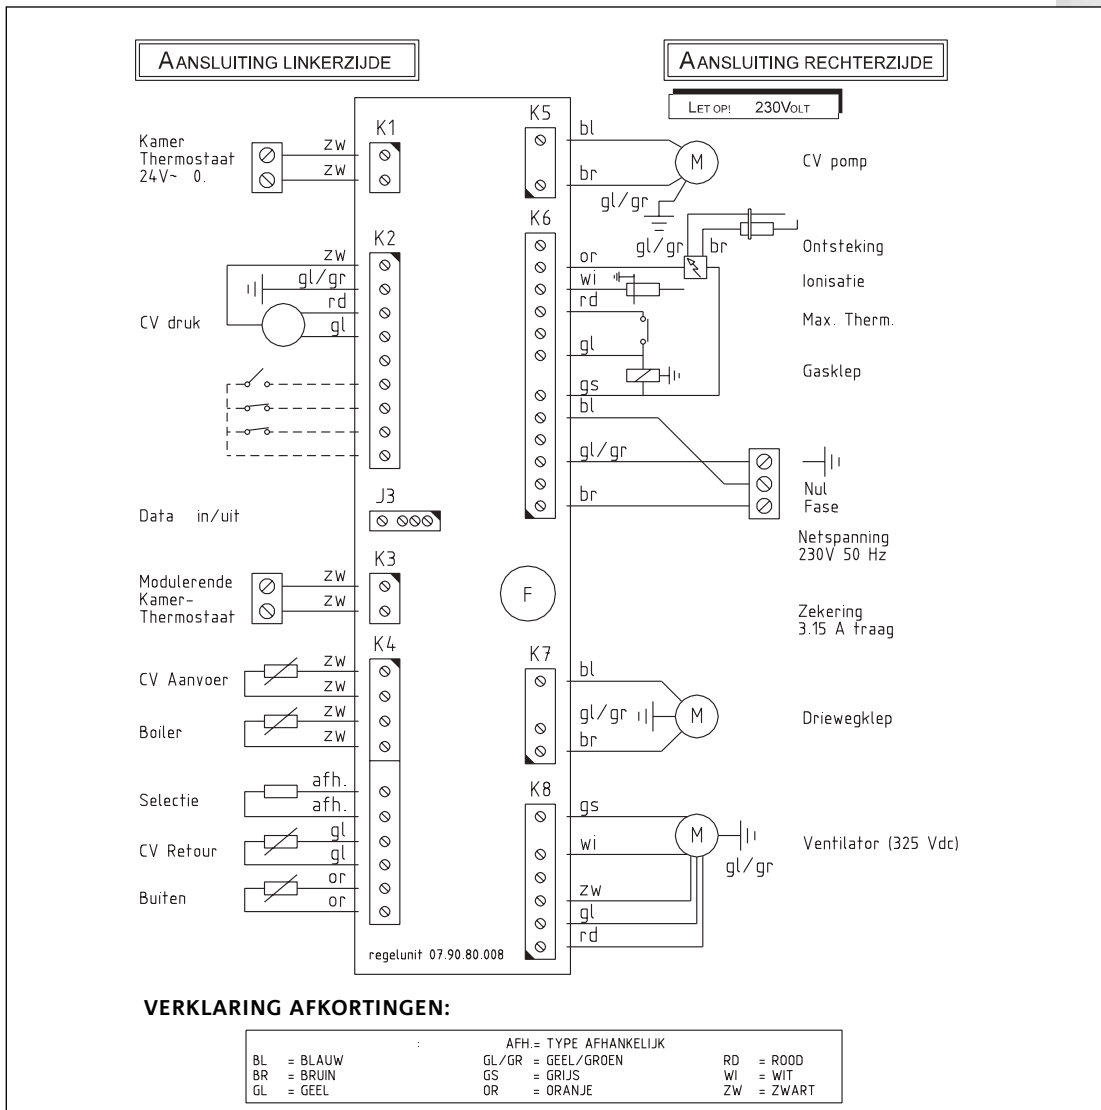 AANSLUITING LINKERZIJDE
AANSLUITING RECHTERZIJDE
LET OP! 230VOLT
Kamer
Thermostaat
24V~ 0.
zw
zw
K1
K5
bl
br
gl/gr
M
CV pomp
K2
zw
gl/gr
rd
gl
CV druk
K6
or
wi
rd
gl
gs
bl
gl/gr
br
gl/gr
br
Ontsteking
Ionisatie
Max. Therm.
Gasklep
Nul
Fase
Netspanning
230V 50 Hz
J3
Data in/uit
K3
Modulerende
Kamer-
Thermostaat
zw
zw
F
Zekering
3.15 A traag
K4
CV Aanvoer
zw
zw
Boiler
zw
zw
Selectie
afh.
afh.
CV Retour
gl
gl
Buiten
or
or
K7
bl
gl/gr
br
M
Driewegklep
K8
gs
wi
zw
gl
rd
M
gl/gr
Ventilator (325 Vdc)
regelunit 07.90.80.008
VERKLARING AFKORTINGEN:
: AFH.= TYPE AFHANKELIJK
BL = BLAUW GL/GR = GEEL/GROEN RD = ROOD
BR = BRUIN GS = GRIJS WI = WIT
GL = GEEL OR = ORANJE ZW = ZWART